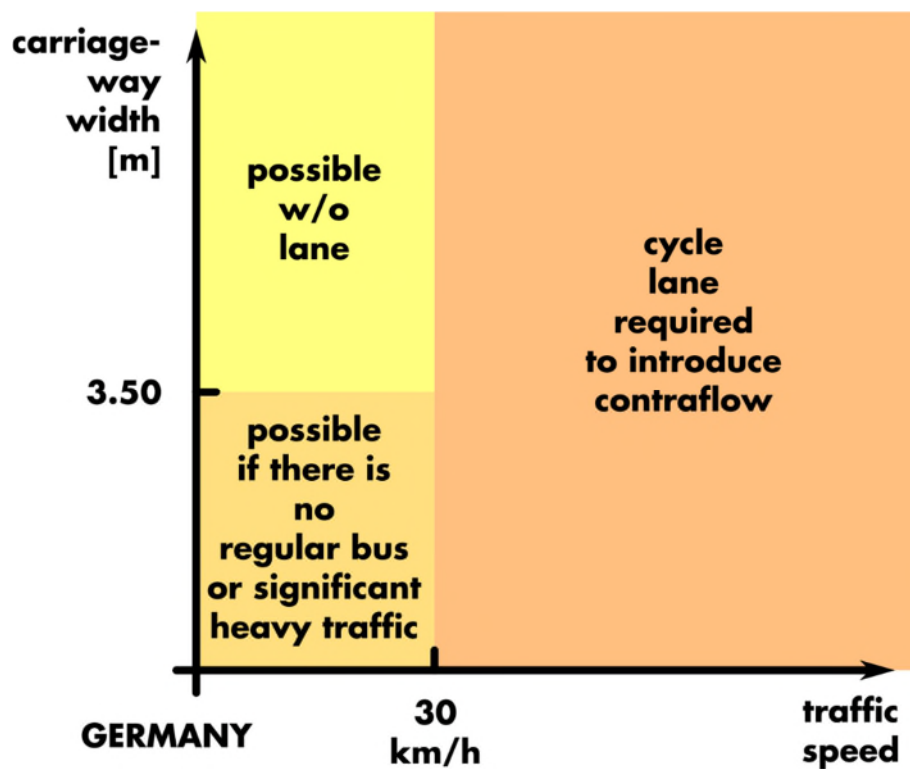 carriage-
way
width
[m]
possible
w/o
lane
cycle
lane
required
to introduce
contraflow
3.50
possible
if there is
no
regular bus
or significant
heavy traffic
GERMANY
30
km/h
traffic
speed